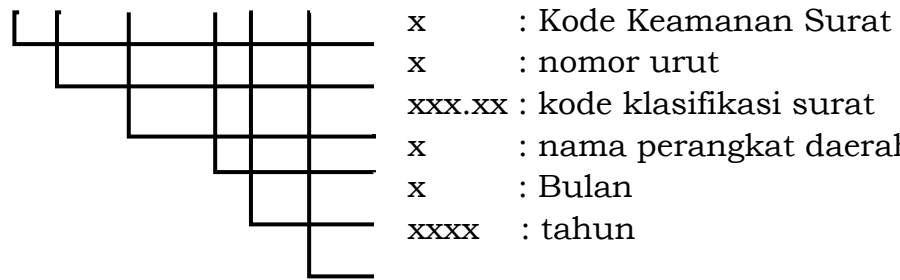 x : Kode Keamanan Surat
x : nomor urut
xxx.xx : kode klasifikasi surat
x : nama perangkat daerah
x : Bulan
xxxx : tahun